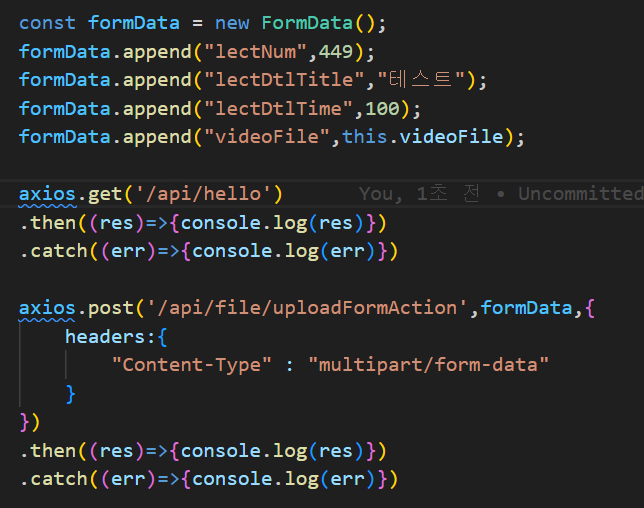 const formData = new FormData();
formData.append("lectNum",449);
formData.append("lectDtlTitle","테스트");
formData.append("lectDtlTime",100);
formData.append("videoFile",this.videoFile);
axios.get('/api/hello') You, 1초 전 • Uncommitted
.then((res)=>{console.log(res)})
.catch((err)=>{console.log(err)})
axios.post('/api/file/uploadFormAction',formData,{
headers:{
"Content-Type" : "multipart/form-data"
}
})
.then((res)=>{console.log(res)})
.catch((err)=>{console.log(err)})